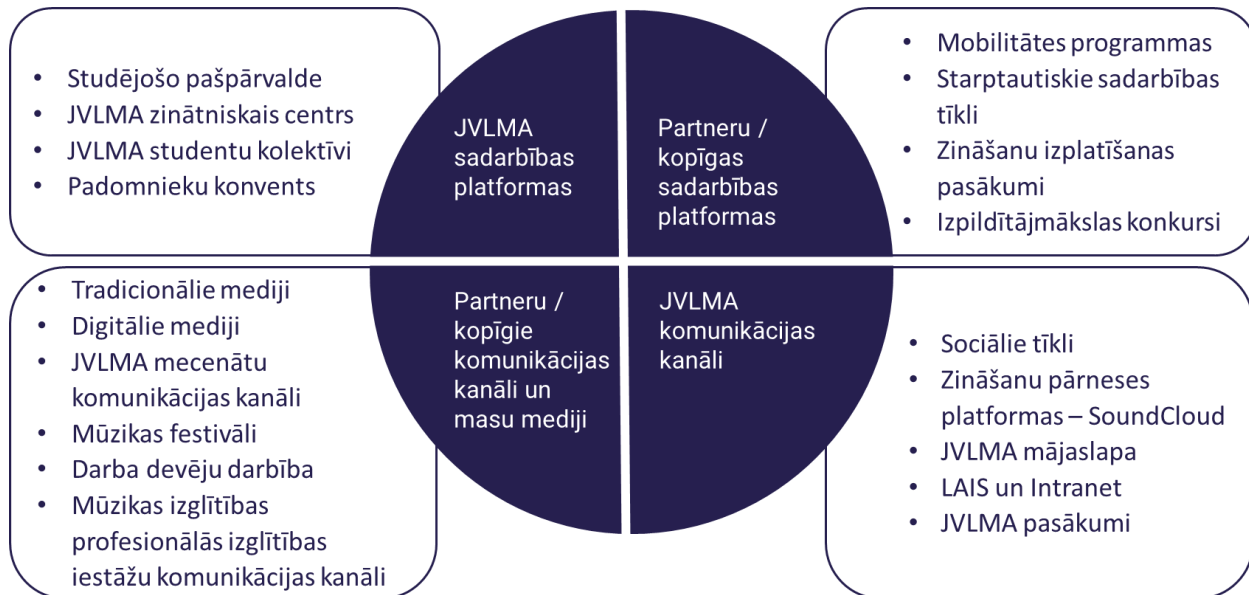 • Studējošo pašpārvalde
• JVLMA zinātniskais centrs
• JVLMA studentu kolektīvi
• Padomnieku konvents
JVLMA
sadarbības
platformas
Partneru /
kopīgas
sadarbības
platformas
• Mobilitātes programmas
• Starptautiskie sadarbības
tīkli
• Zināšanu izplatīšanas
pasākumi
• Izpildītājmākslas konkursi
• Tradicionālie mediji
• Digitālie mediji
• JVLMA mecenātu
komunikācijas kanāli
• Mūzikas festivāli
• Darba devēju darbība
• Mūzikas izglītības
profesionālās izglītības
iestāžu komunikācijas kanāli
Partneru /
kopīgie
komunikācijas
kanāli un
masu mediji
JVLMA
komunikācijas
kanāli
• Sociālie tīkli
• Zināšanu pārneses
platformas – SoundCloud
• JVLMA mājaslapa
• LAIS un Intranet
• JVLMA pasākumi